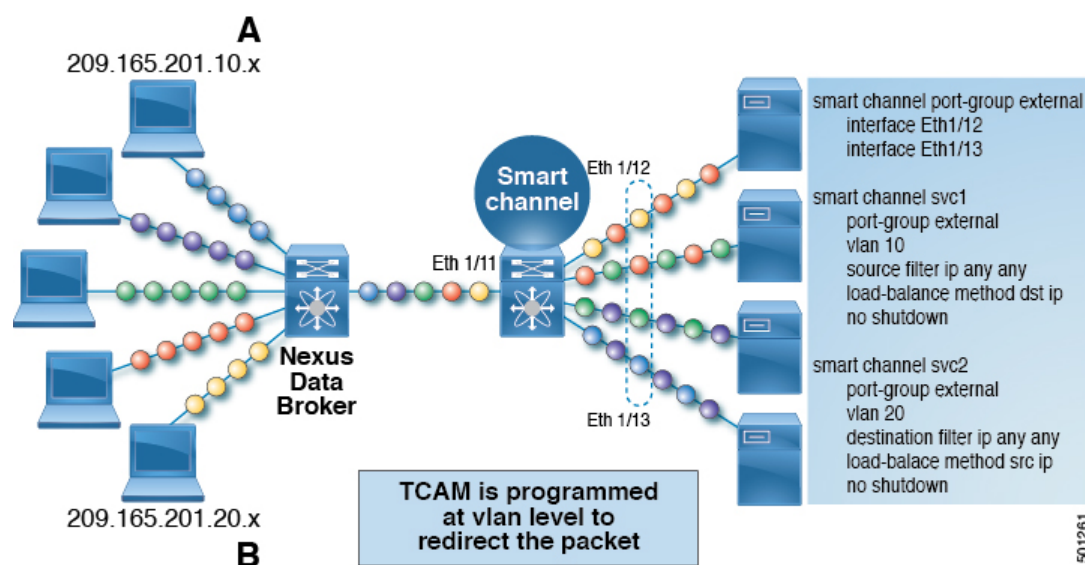 A
209.165.201.10.x
Smart
channel
Eth 1/12
Eth 1/11
Nexus
Data
Broker
Eth 1/13
209.165.201.20.x
B
TCAM is programmed
at vlan level to
redirect the packet
smart channel port-group external
interface Eth1/12
interface Eth1/13
smart channel svc1
port-group external
vlan 10
source filter ip any any
load-balance method dst ip
no shutdown
smart channel svc2
port-group external
vlan 20
destination filter ip any any
load-balace method src ip
no shutdown
501261